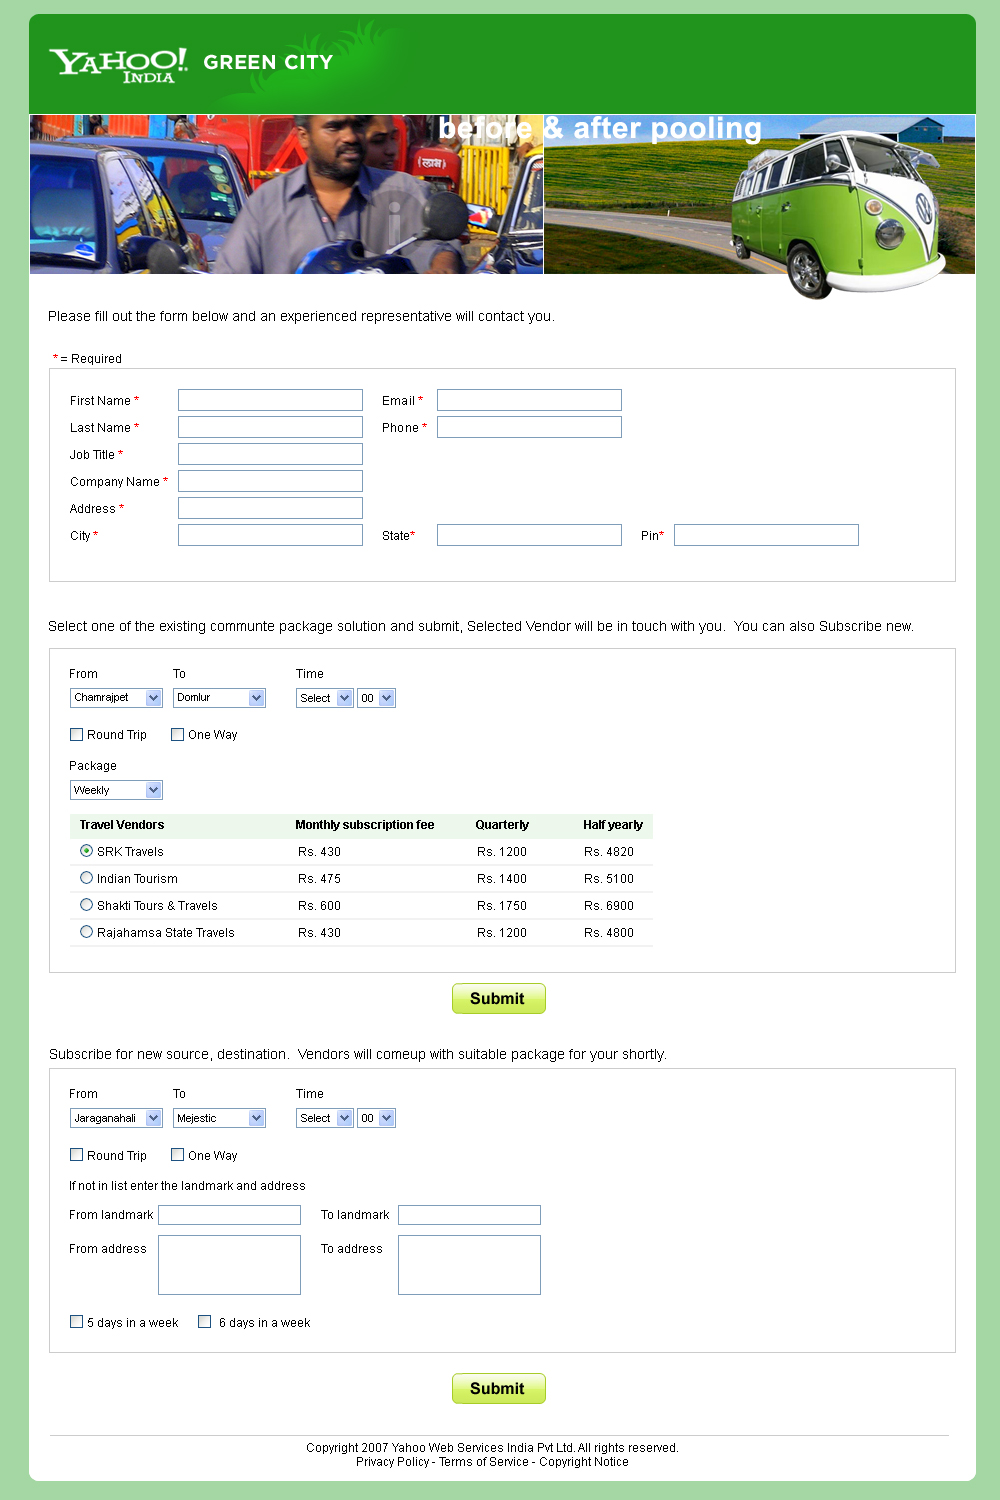 YAHOO! INDIA GREEN CITY
before & after pooling
लाभ
Please fill out the form below and an experienced representative will contact you.
* = Required
First Name * Email *
Last Name * Phone *
Job Title *
Company Name *
Address *
City * State* Pin*
Select one of the existing communte package solution and submit, Selected Vendor will be in touch with you. You can also Subscribe new.
From To Time
Chamrajpet Domlur Select 00
Round Trip One Way
Package
Weekly
Travel Vendors Monthly subscription fee Quarterly Half yearly
SRK Travels Rs. 430 Rs. 1200 Rs. 4820
Indian Tourism Rs. 475 Rs. 1400 Rs. 5100
Shakti Tours & Travels Rs. 600 Rs. 1750 Rs. 6900
Rajahamsa State Travels Rs. 430 Rs. 1200 Rs. 4800
Submit
Subscribe for new source, destination. Vendors will comeup with suitable package for your shortly.
From To Time
Jaraganahali Mejestic Select 00
Round Trip One Way
If not in list enter the landmark and address
From landmark To landmark
From address To address
5 days in a week 6 days in a week
Submit
Copyright 2007 Yahoo Web Services India Pvt Ltd. All rights reserved.
Privacy Policy - Terms of Service - Copyright Notice